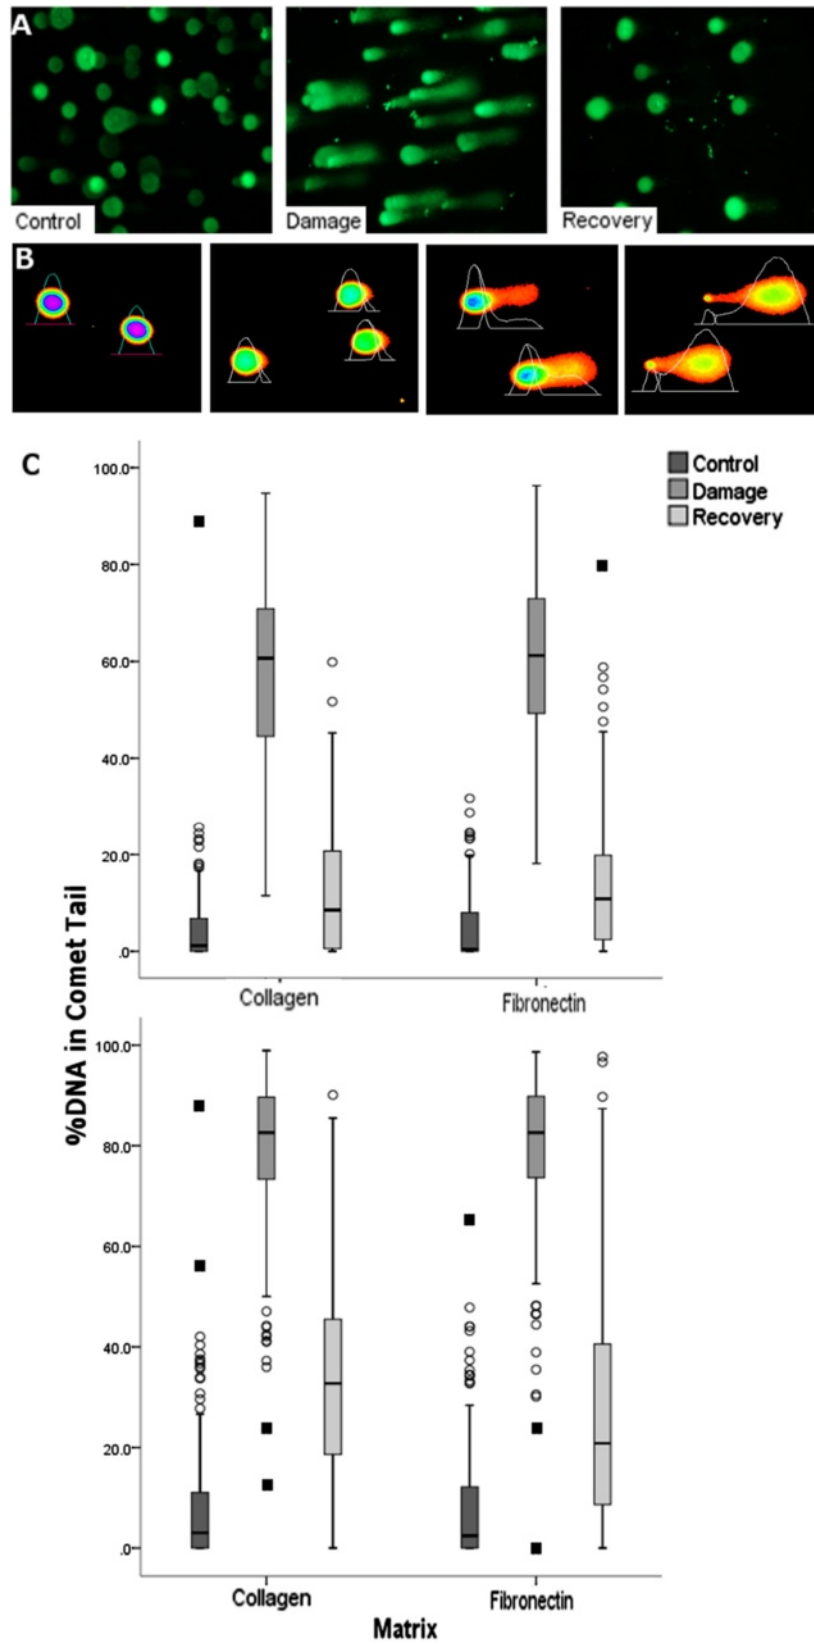 A
Control
Damage
Recovery
B
C
Control
Damage
Recovery
100.0
80.0
60.0
40.0
20.0
.0
Collagen
Fibronectin
%DNA in Comet Tail
100.0
80.0
60.0
40.0
20.0
.0
Collagen
Fibronectin
Matrix